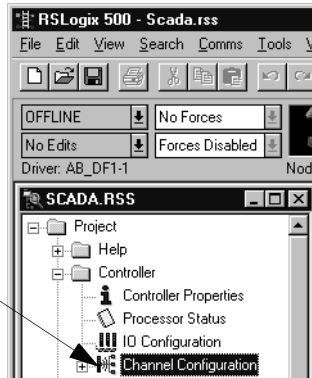 RSLogix 500 - Scada.rss
File Edit View Search Comms Tools
OFFLINE No Forces
No Edits Forces Disabled
Driver: AB_DF1-1 Nod
SCADA.RSS
Project
Help
Controller
Controller Properties
Processor Status
IO Configuration
Channel Configuration